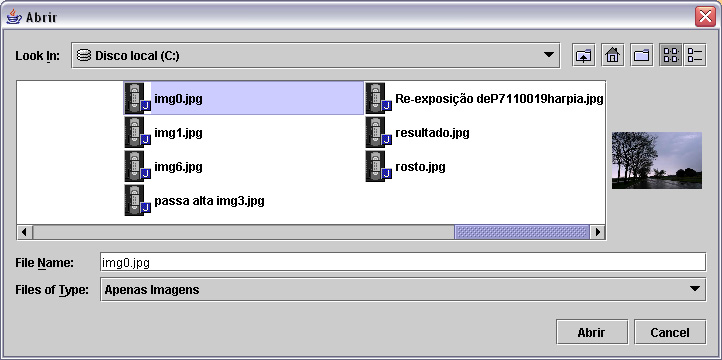 Abrir
Look In: Disco local (C:)
img0.jpg
img1.jpg
img6.jpg
passa alta img3.jpg
Re-exposição deP7110019harpia.jpg
resultado.jpg
rosto.jpg
File Name: img0.jpg
Files of Type: Apenas Imagens
Abrir Cancel